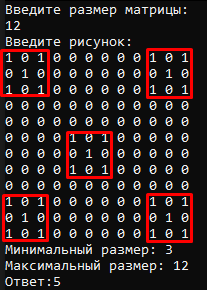 Введите размер матрицы:
12
Введите рисунок:
1 0 1 0 0 0 0 0 0 1 0 1
0 1 0 0 0 0 0 0 0 0 1 0
1 0 1 0 0 0 0 0 0 1 0 1
0 0 0 0 0 0 0 0 0 0 0 0
0 0 0 0 0 0 0 0 0 0 0 0
0 0 0 0 1 0 1 0 0 0 0 0
0 0 0 0 0 1 0 0 0 0 0 0
0 0 0 0 1 0 1 0 0 0 0 0
0 0 0 0 0 0 0 0 0 0 0 0
1 0 1 0 0 0 0 0 0 1 0 1
0 1 0 0 0 0 0 0 0 0 1 0
1 0 1 0 0 0 0 0 0 1 0 1
Минимальный размер: 3
Максимальный размер: 12
Ответ:5